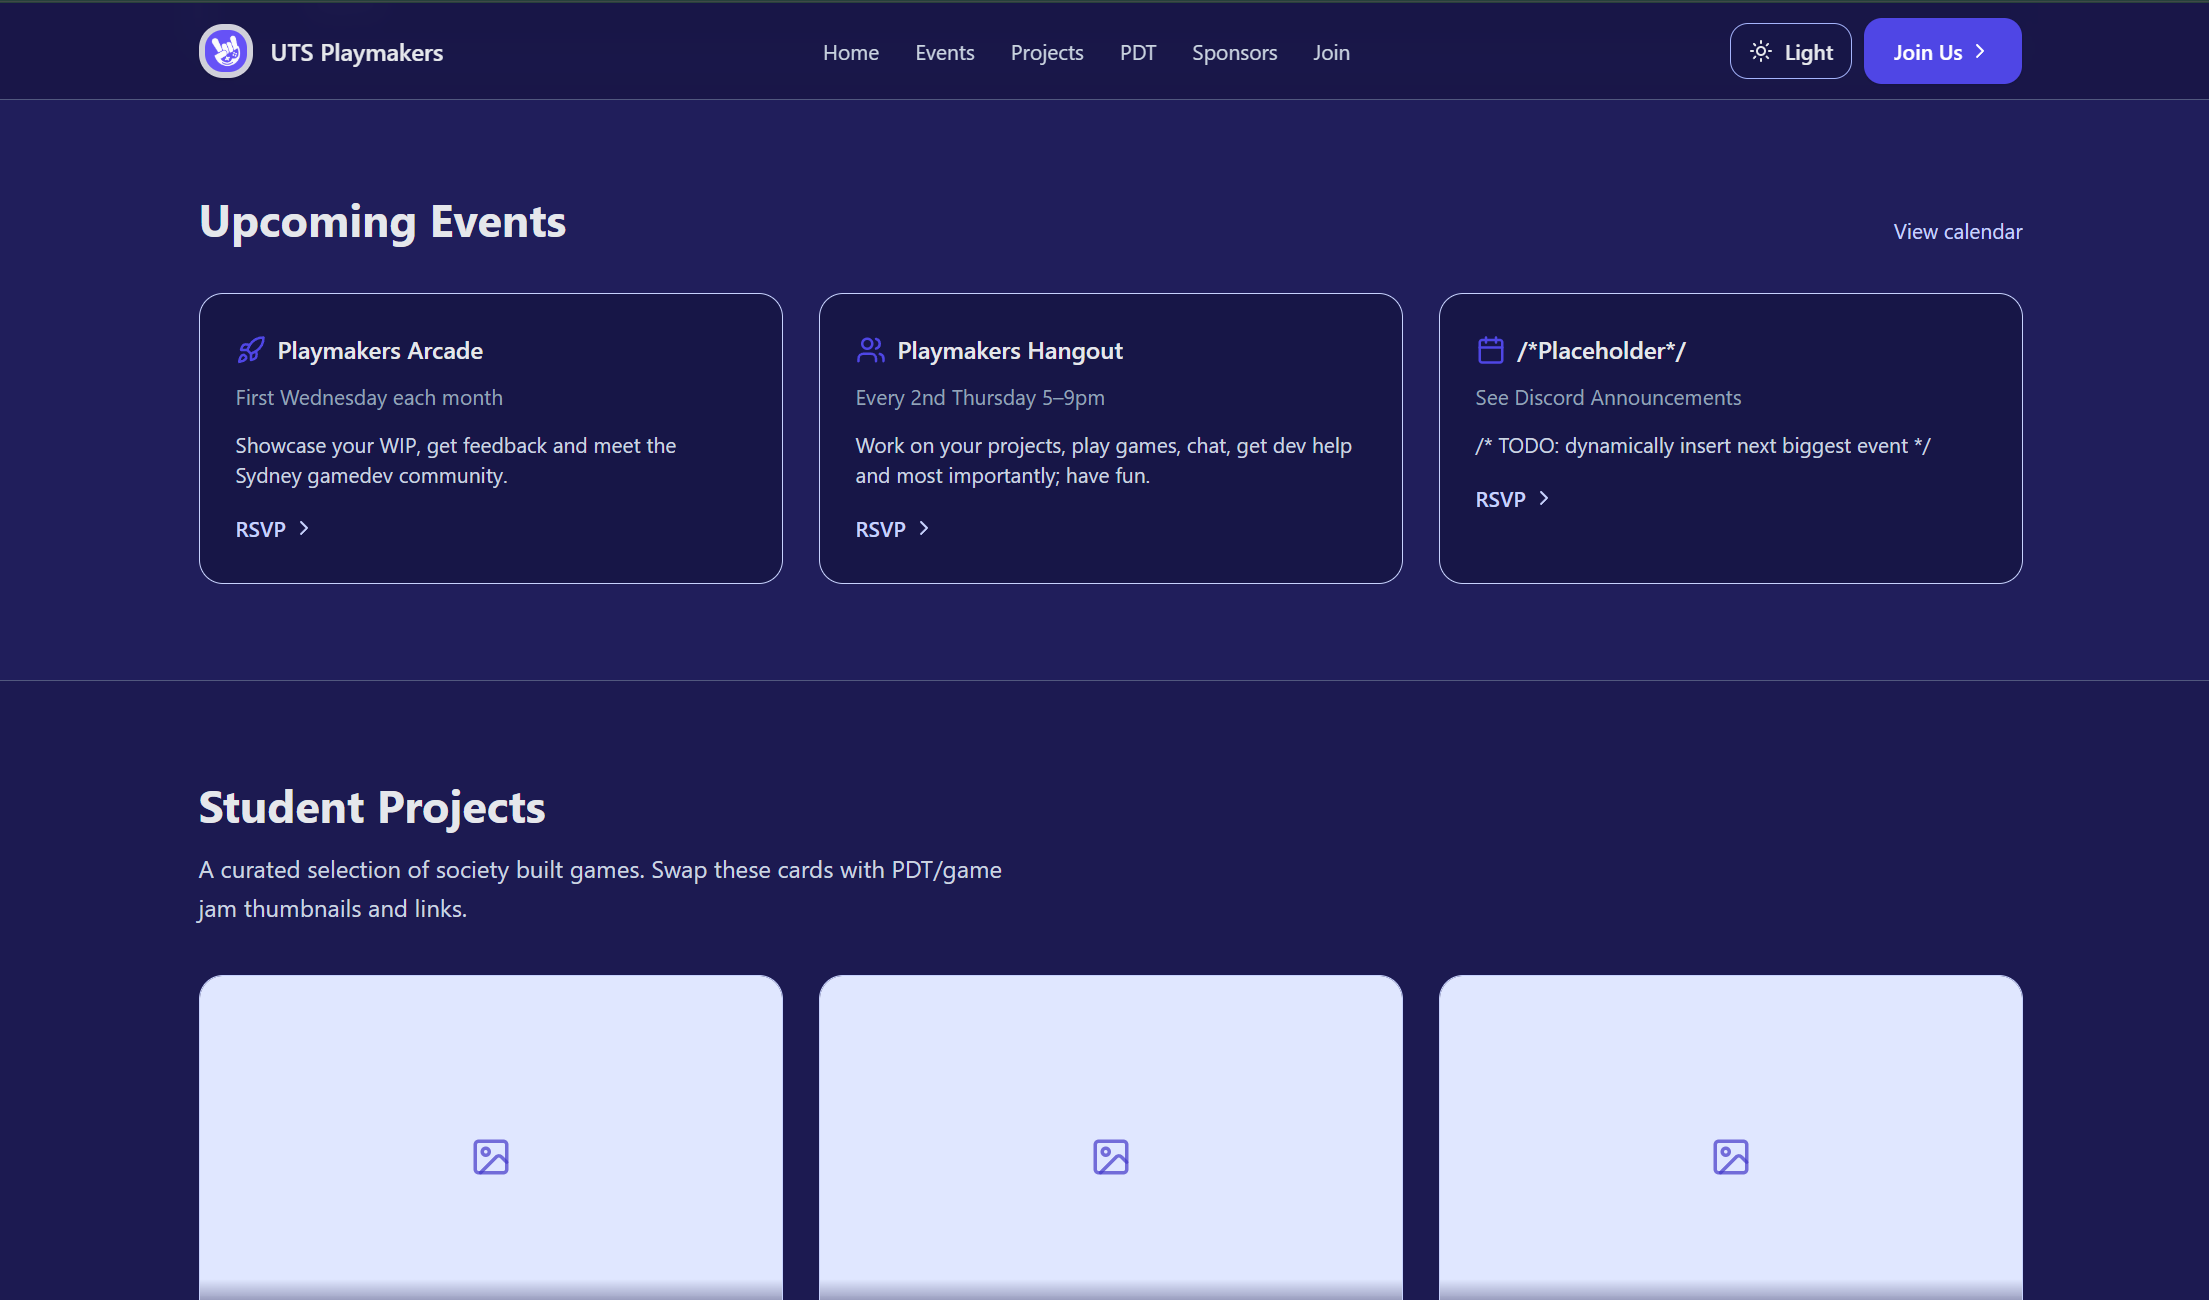 UTS Playmakers
Home
Events
Projects
PDT
Sponsors
Join
Light
Join Us
Upcoming Events
View calendar
Playmakers Arcade
First Wednesday each month
Showcase your WIP, get feedback and meet the
Sydney gamedev community.
RSVP
Playmakers Hangout
Every 2nd Thursday 5–9pm
Work on your projects, play games, chat, get dev help
and most importantly; have fun.
RSVP
/*Placeholder*/
See Discord Announcements
/* TODO: dynamically insert next biggest event */
RSVP
Student Projects
A curated selection of society built games. Swap these cards with PDT/game
jam thumbnails and links.